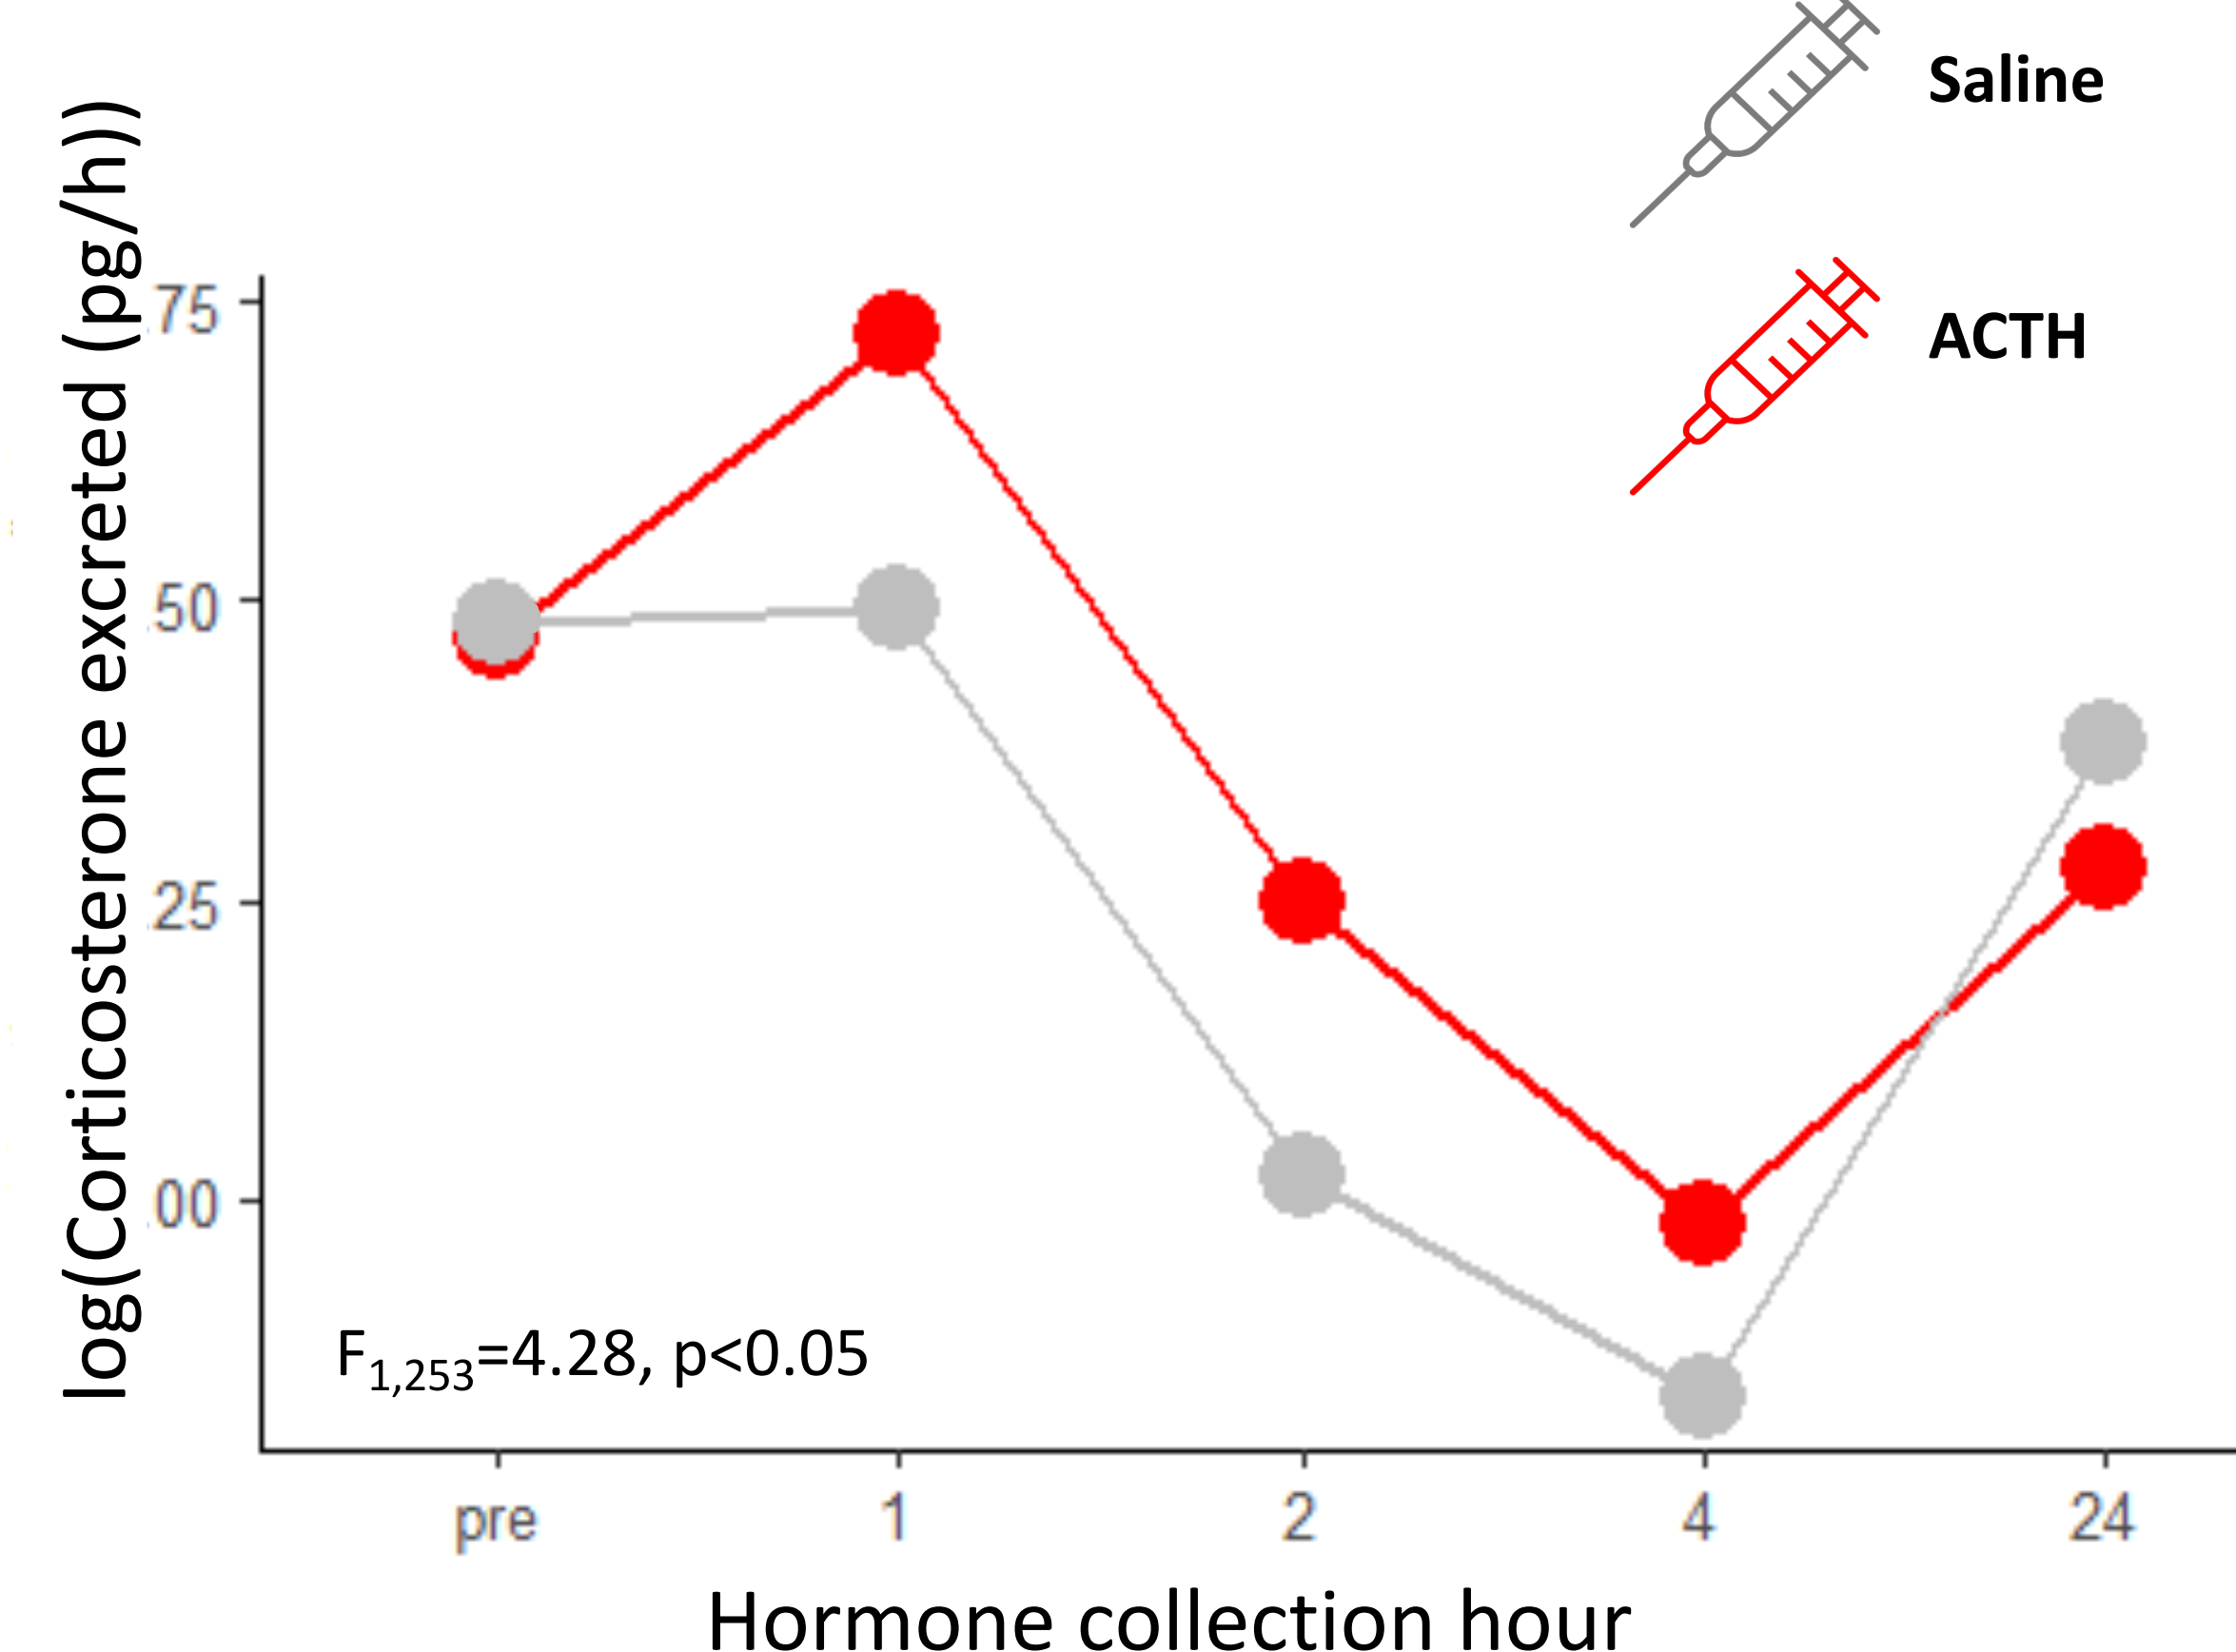 log(Corticosterone excreted (pg/h))
Saline
ACTH
.75
.50
.25
.00
F1,253=4.28, p<0.05
pre 1 2 4 24
Hormone collection hour